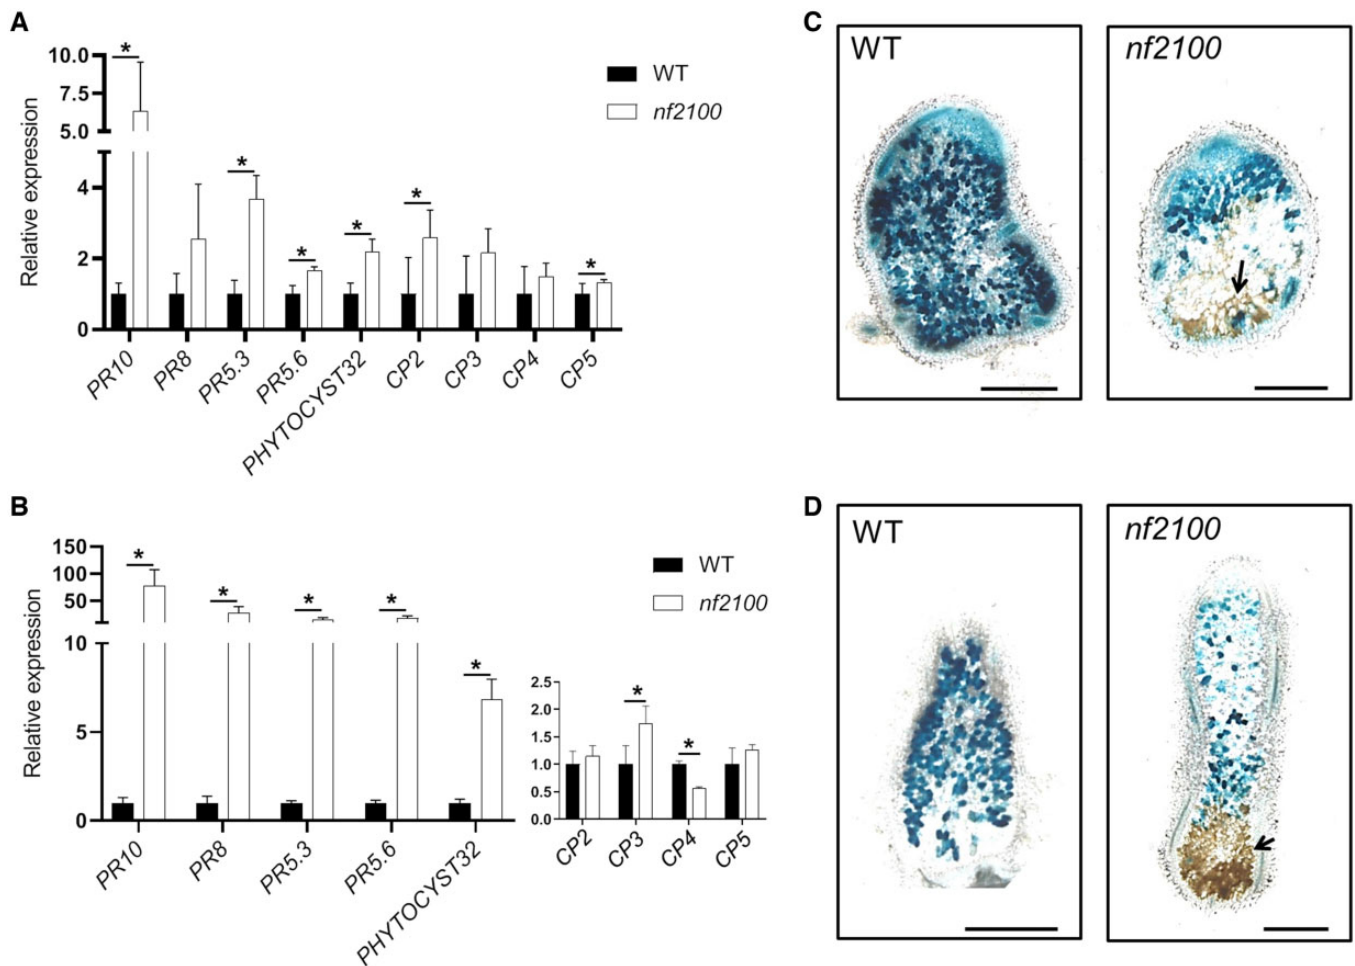 A
Relative expression
10.0
7.5
5.0
4
2
0
WT
nf2100
PR10
PR8
PR5.3
PR5.6
PHYTOCYST32
CP2
CP3
CP4
CP5
*
*
*
*
*
*
B
Relative expression
150
100
50
10
5
0
WT
nf2100
PR10
PR8
PR5.3
PR5.6
PHYTOCYST32
*
*
*
*
*
2.5
2.0
1.5
1.0
0.5
0.0
*
*
CP2
CP3
CP4
CP5
C
WT
nf2100
D
WT
nf2100